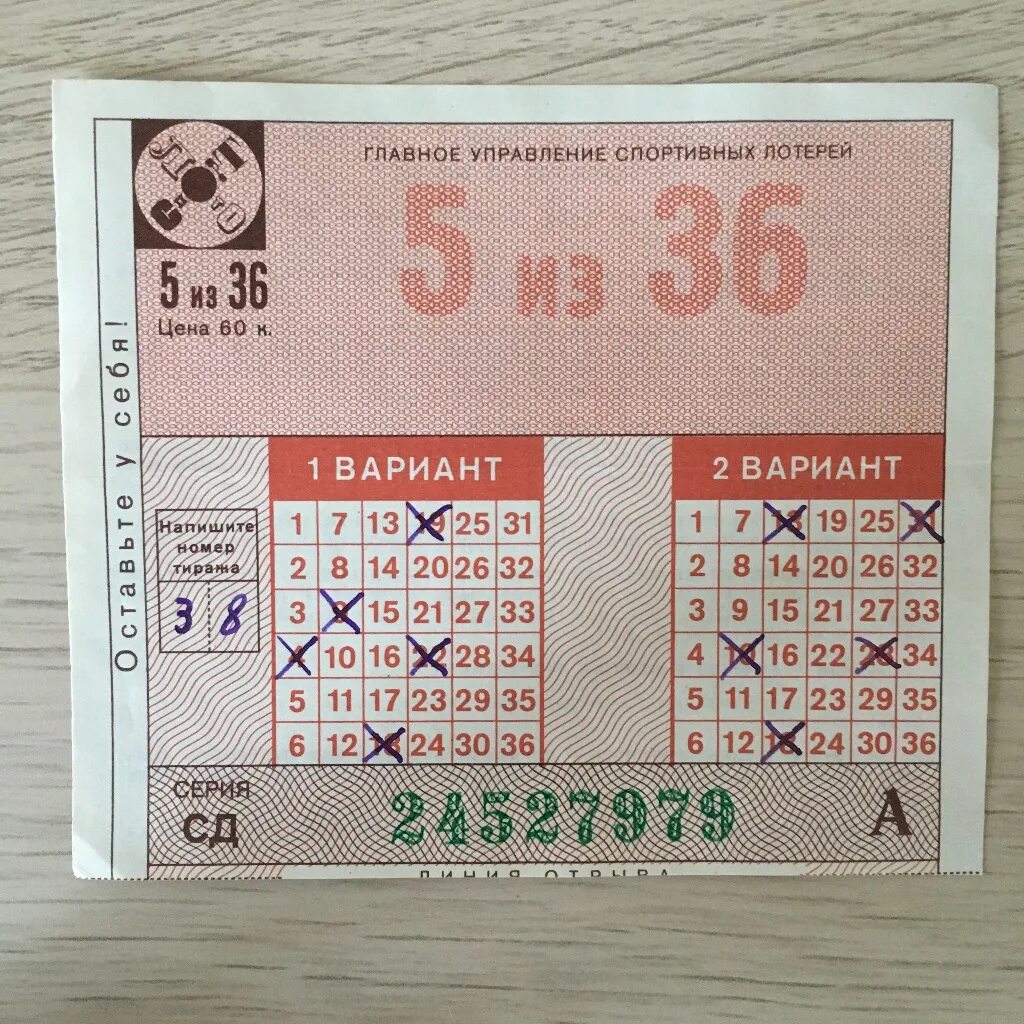 ГЛАВНОЕ УПРАВЛЕНИЕ СПОРТИВНЫХ ЛОТЕРЕЙ
СПОРТ
ЛОТО
5 из 36
5 из 36
Цена 60 к.
Оставьте у себя!
1 ВАРИАНТ
2 ВАРИАНТ
Напишите
номер
тиража
3 8
1 7 13 19 25 31
2 8 14 20 26 32
3 9 15 21 27 33
4 10 16 22 28 34
5 11 17 23 29 35
6 12 18 24 30 36
1 7 13 19 25 31
2 8 14 20 26 32
3 9 15 21 27 33
4 10 16 22 28 34
5 11 17 23 29 35
6 12 18 24 30 36
СЕРИЯ
СД
24527979
А
ЛИНИЯ ОТРЫВА